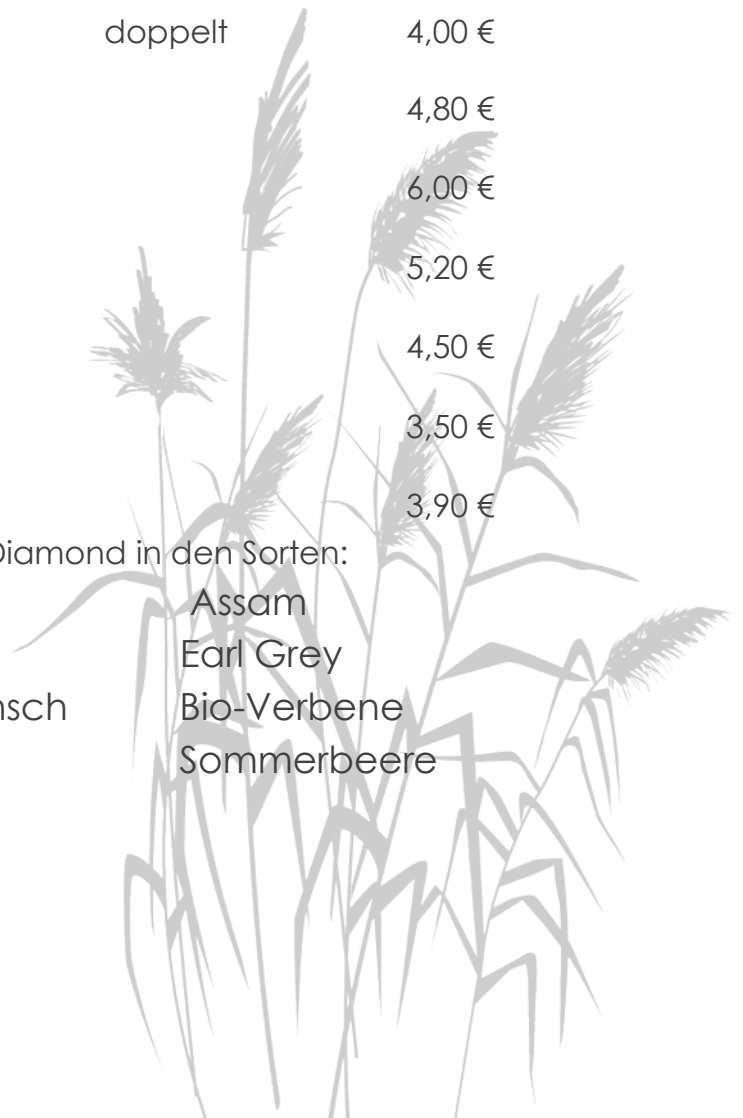 doppelt 4,00 €
4,80 €
6,00 €
5,20 €
4,50 €
3,50 €
3,90 €
Diamond in den Sorten:
Assam
Earl Grey
nsch Bio-Verbene
Sommerbeere